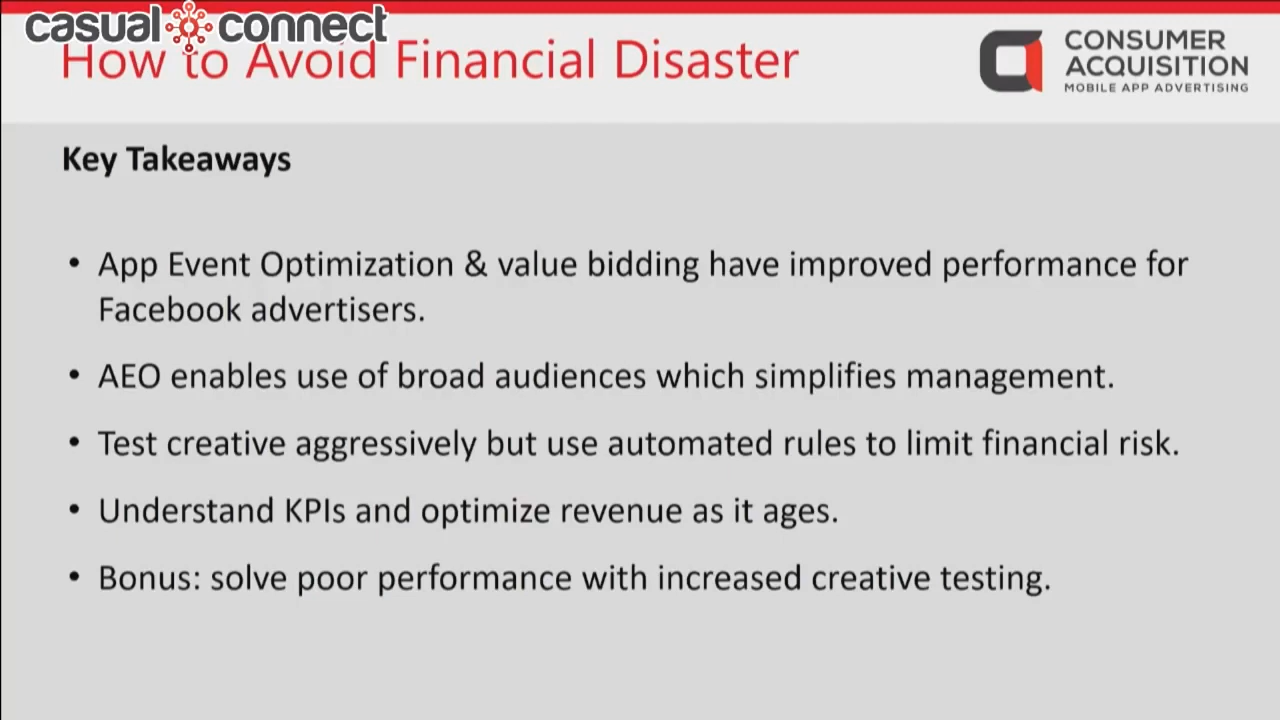 casual connect
How to Avoid Financial Disaster
CONSUMER
ACQUISITION
MOBILE APP ADVERTISING
Key Takeaways
• App Event Optimization & value bidding have improved performance for
Facebook advertisers.
• AEO enables use of broad audiences which simplifies management.
• Test creative aggressively but use automated rules to limit financial risk.
• Understand KPIs and optimize revenue as it ages.
• Bonus: solve poor performance with increased creative testing.